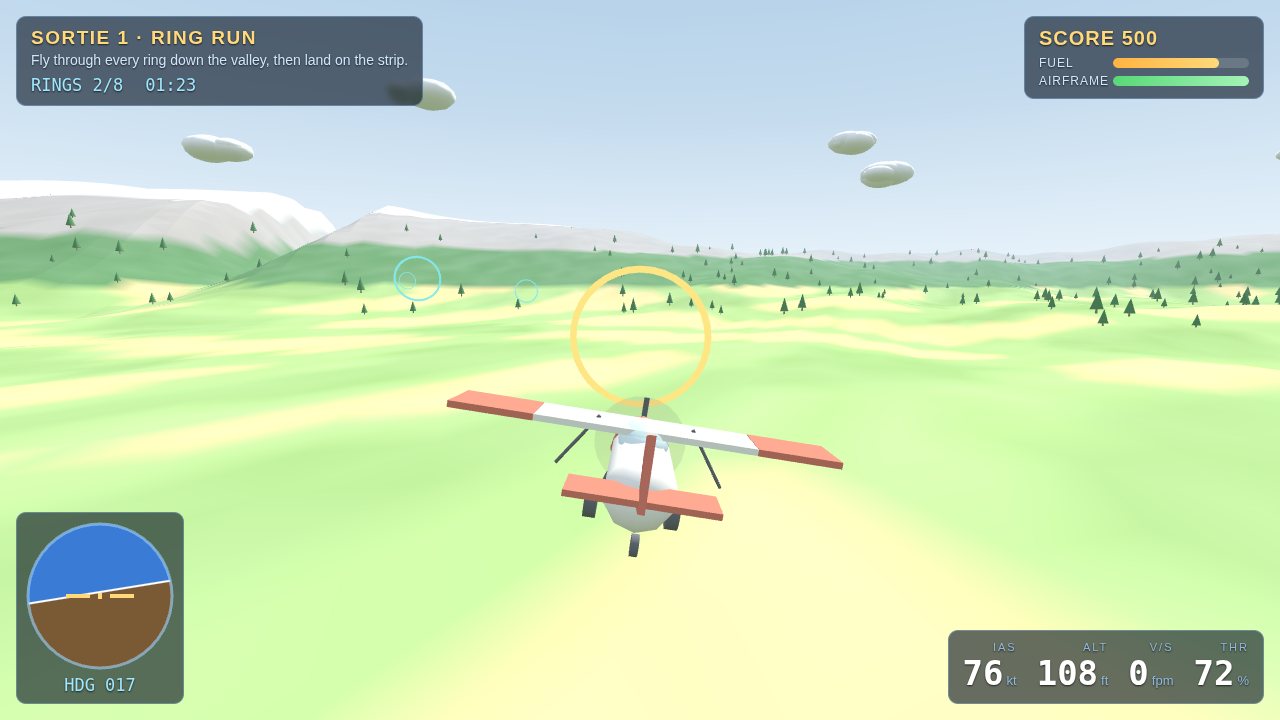 SORTIE 1 · RING RUN
Fly through every ring down the valley, then land on the strip.
RINGS 2/8 01:23
SCORE 500
FUEL
AIRFRAME
HDG 017
IAS ALT V/S THR
76 kt 108 ft 0 fpm 72 %